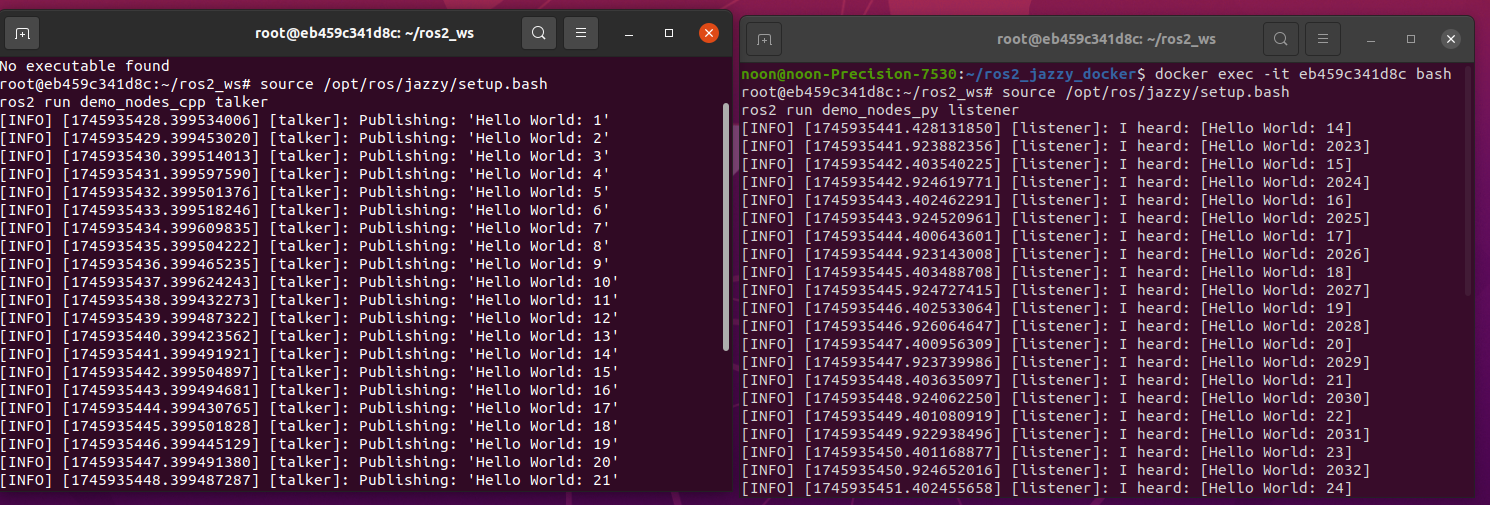 root@eb459c341d8c: ~/ros2_ws
No executable found
root@eb459c341d8c:~/ros2_ws# source /opt/ros/jazzy/setup.bash
ros2 run demo_nodes_cpp talker
[INFO] [1745935428.399534006] [talker]: Publishing: 'Hello World: 1'
[INFO] [1745935429.399453020] [talker]: Publishing: 'Hello World: 2'
[INFO] [1745935430.399514013] [talker]: Publishing: 'Hello World: 3'
[INFO] [1745935431.399597590] [talker]: Publishing: 'Hello World: 4'
[INFO] [1745935432.399501376] [talker]: Publishing: 'Hello World: 5'
[INFO] [1745935433.399518246] [talker]: Publishing: 'Hello World: 6'
[INFO] [1745935434.399609835] [talker]: Publishing: 'Hello World: 7'
[INFO] [1745935435.399504222] [talker]: Publishing: 'Hello World: 8'
[INFO] [1745935436.399465235] [talker]: Publishing: 'Hello World: 9'
[INFO] [1745935437.399624243] [talker]: Publishing: 'Hello World: 10'
[INFO] [1745935438.399432273] [talker]: Publishing: 'Hello World: 11'
[INFO] [1745935439.399487322] [talker]: Publishing: 'Hello World: 12'
[INFO] [1745935440.399423562] [talker]: Publishing: 'Hello World: 13'
[INFO] [1745935441.399491921] [talker]: Publishing: 'Hello World: 14'
[INFO] [1745935442.399504897] [talker]: Publishing: 'Hello World: 15'
[INFO] [1745935443.399494681] [talker]: Publishing: 'Hello World: 16'
[INFO] [1745935444.399430765] [talker]: Publishing: 'Hello World: 17'
[INFO] [1745935445.399501828] [talker]: Publishing: 'Hello World: 18'
[INFO] [1745935446.399445129] [talker]: Publishing: 'Hello World: 19'
[INFO] [1745935447.399491380] [talker]: Publishing: 'Hello World: 20'
[INFO] [1745935448.399487287] [talker]: Publishing: 'Hello World: 21'
root@eb459c341d8c: ~/ros2_ws
noon@noon-Precision-7530:~/ros2_jazzy_docker$ docker exec -it eb459c341d8c bash
root@eb459c341d8c:~/ros2_ws# source /opt/ros/jazzy/setup.bash
ros2 run demo_nodes_py listener
[INFO] [1745935441.428131850] [listener]: I heard: [Hello World: 14]
[INFO] [1745935441.923882356] [listener]: I heard: [Hello World: 2023]
[INFO] [1745935442.403540225] [listener]: I heard: [Hello World: 15]
[INFO] [1745935442.924619771] [listener]: I heard: [Hello World: 2024]
[INFO] [1745935443.402462291] [listener]: I heard: [Hello World: 16]
[INFO] [1745935443.924520961] [listener]: I heard: [Hello World: 2025]
[INFO] [1745935444.400643601] [listener]: I heard: [Hello World: 17]
[INFO] [1745935444.923143008] [listener]: I heard: [Hello World: 2026]
[INFO] [1745935445.403488708] [listener]: I heard: [Hello World: 18]
[INFO] [1745935445.924727415] [listener]: I heard: [Hello World: 2027]
[INFO] [1745935446.402533064] [listener]: I heard: [Hello World: 19]
[INFO] [1745935446.926064647] [listener]: I heard: [Hello World: 2028]
[INFO] [1745935447.400956309] [listener]: I heard: [Hello World: 20]
[INFO] [1745935447.923739986] [listener]: I heard: [Hello World: 2029]
[INFO] [1745935448.403635097] [listener]: I heard: [Hello World: 21]
[INFO] [1745935448.924062250] [listener]: I heard: [Hello World: 2030]
[INFO] [1745935449.401080919] [listener]: I heard: [Hello World: 22]
[INFO] [1745935449.922938496] [listener]: I heard: [Hello World: 2031]
[INFO] [1745935450.401168877] [listener]: I heard: [Hello World: 23]
[INFO] [1745935450.924652016] [listener]: I heard: [Hello World: 2032]
[INFO] [1745935451.402455658] [listener]: I heard: [Hello World: 24]